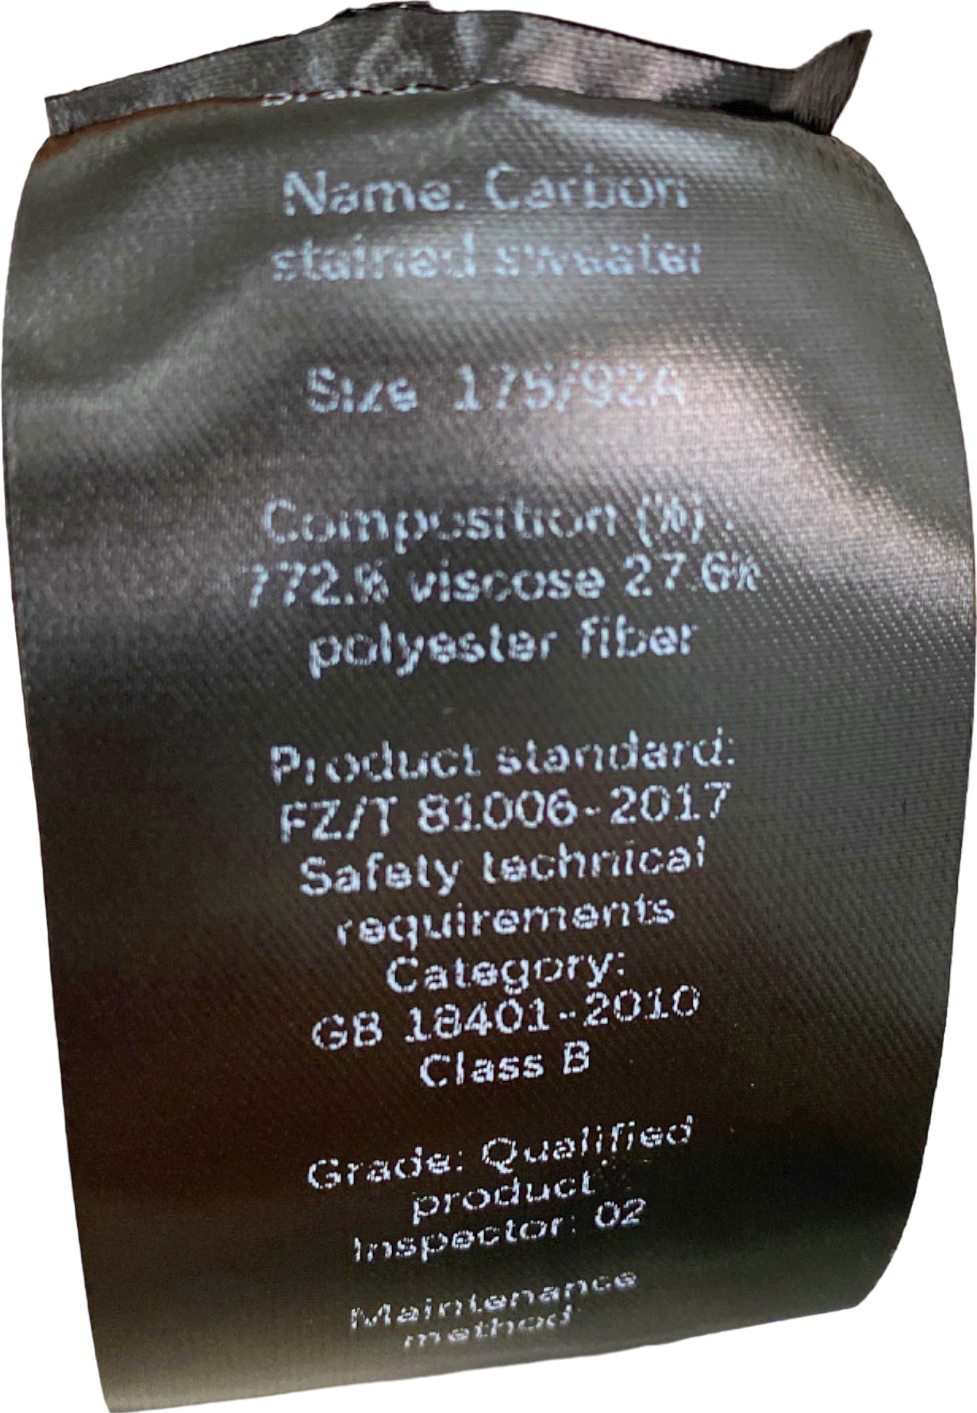 Name: Carbon
stained sweater
Size 175/92A
Composition (%) :
772.% viscose 27.6%
polyester fiber
Product standard:
FZ/T 81006-2017
Safety technical
requirements
Category:
GB 18401-2010
Class B
Grade: Qualified
product
Inspector: 02
Maintenance
method